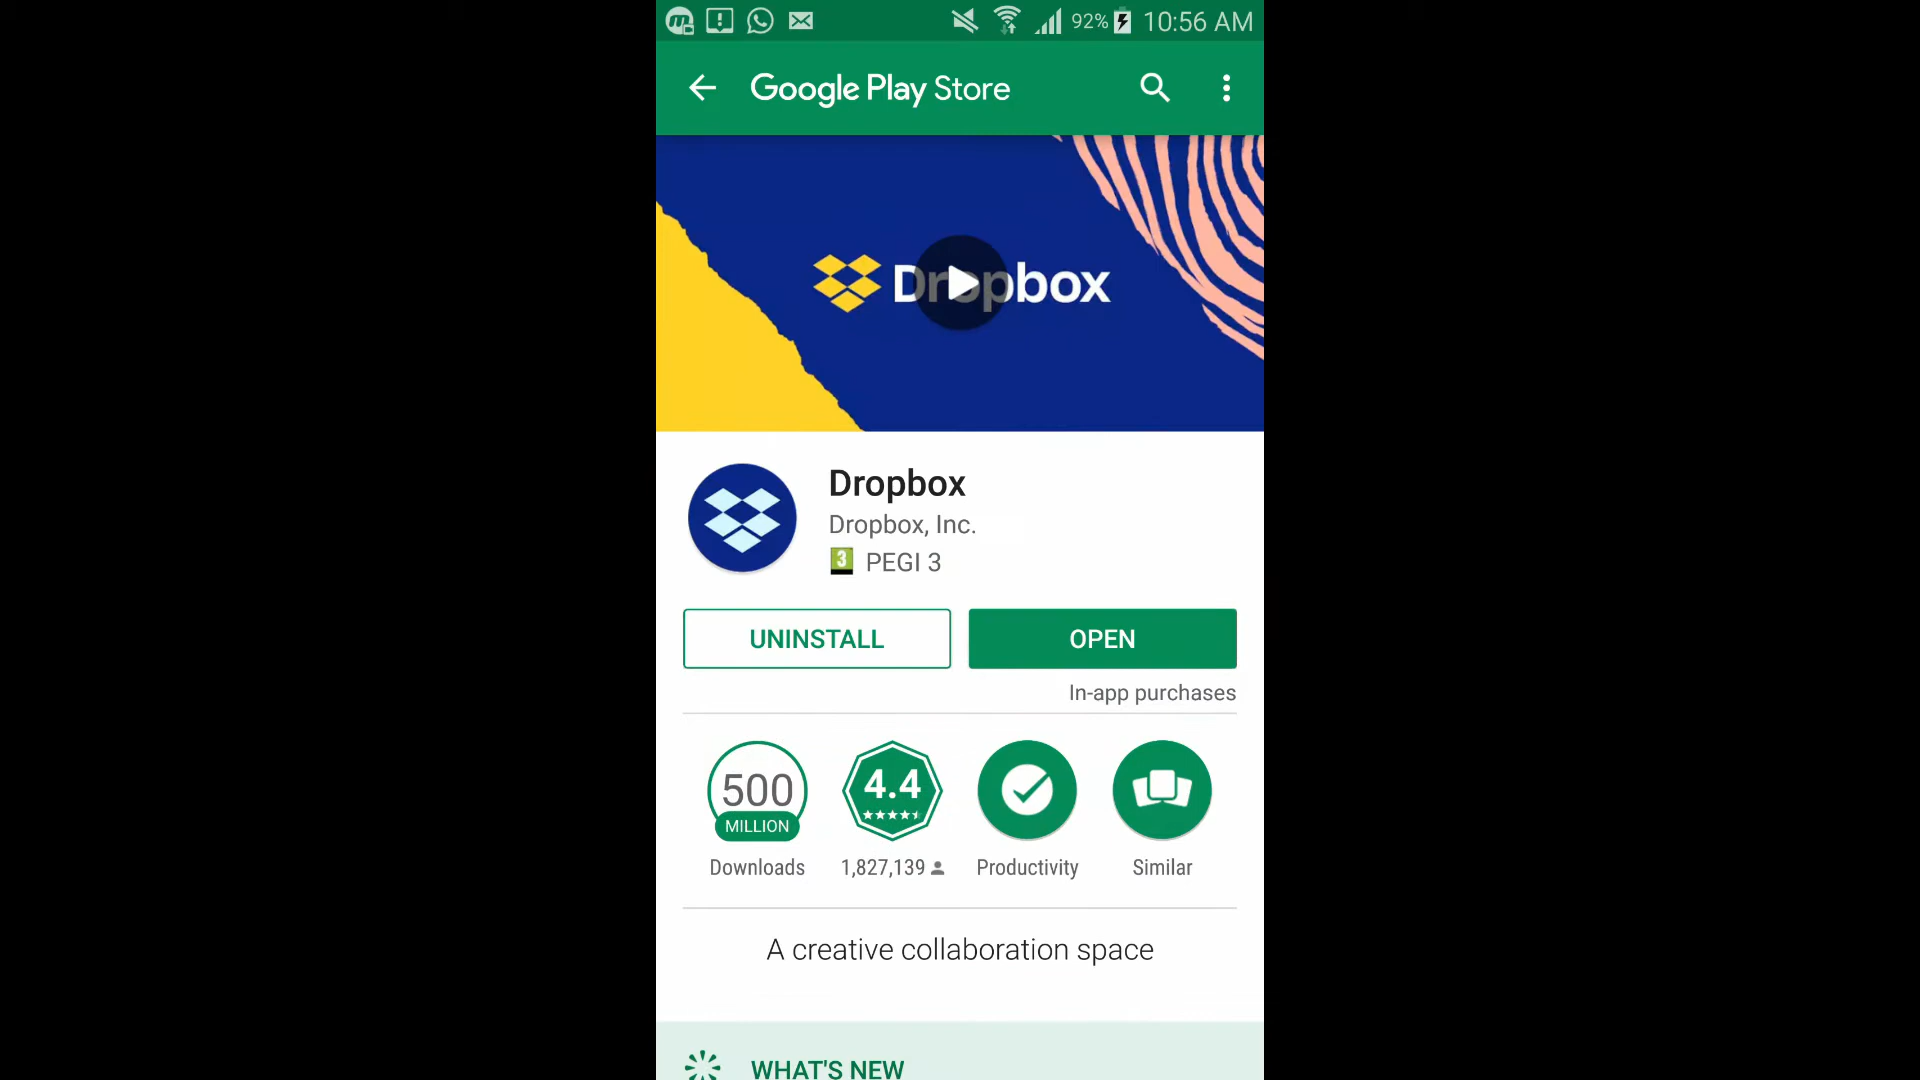 92% 10:56 AM
Google Play Store
Dropbox
Dropbox
Dropbox, Inc.
3 PEGI 3
UNINSTALL
OPEN
In-app purchases
500
MILLION
4.4
Downloads
1,827,139
Productivity
Similar
A creative collaboration space
WHAT'S NEW